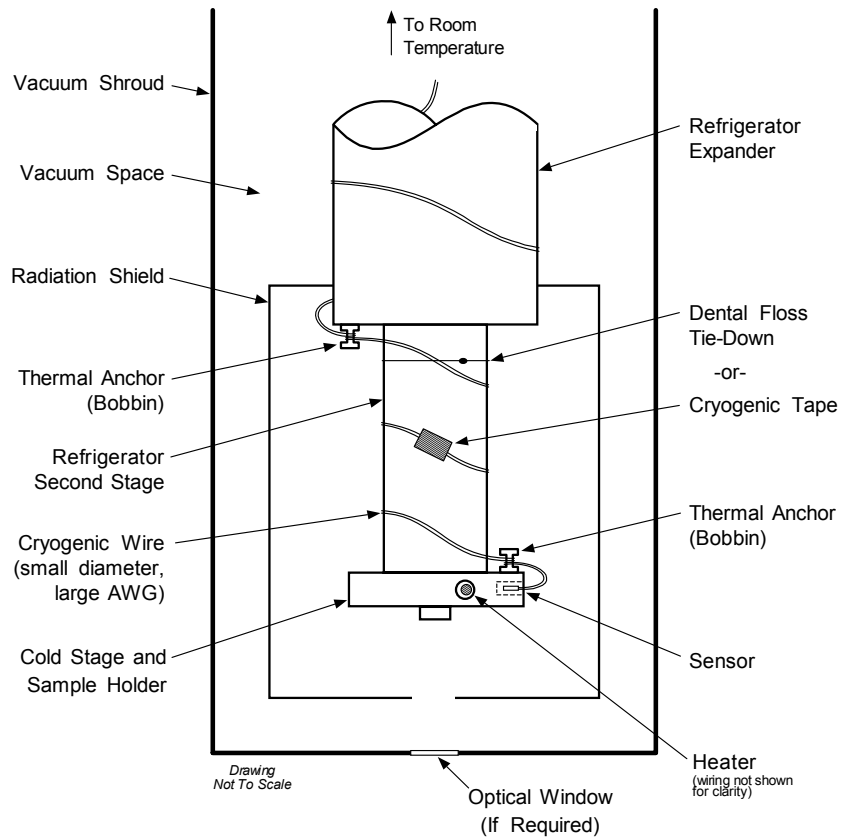 To Room
Temperature
Vacuum Shroud
Vacuum Space
Radiation Shield
Thermal Anchor
(Bobbin)
Refrigerator
Second Stage
Cryogenic Wire
(small diameter,
large AWG)
Cold Stage and
Sample Holder
Drawing
Not To Scale
Refrigerator
Expander
Dental Floss
Tie-Down
-or-
Cryogenic Tape
Thermal Anchor
(Bobbin)
Sensor
Heater
(wiring not shown
for clarity)
Optical Window
(If Required)